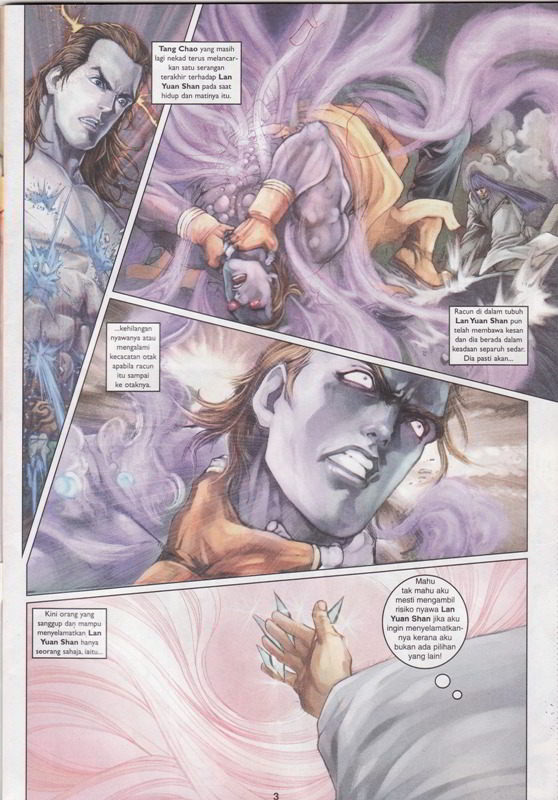 Tang Chao yang masih
lagi nekad terus melancar-
kan satu serangan
terakhir terhadap Lan
Yuan Shan pada saat
hidup dan matinya itu.
Racun di dalam tubuh
Lan Yuan Shan pun
telah membawa kesan
dan dia berada dalam
keadaan separuh sedar.
Dia pasti akan...
...kehilangan
nyawanya atau
mengalami
kecacatan otak
apabila racun
itu sampai
ke otaknya.
Kini orang yang
sanggup dan mampu
menyelamatkan Lan
Yuan Shan hanya
seorang sahaja, iaitu...
Mahu
tak mahu aku
mesti mengambil
risiko nyawa Lan
Yuan Shan jika aku
ingin menyelamatkan-
nya kerana aku
bukan ada pilihan
yang lain!
3